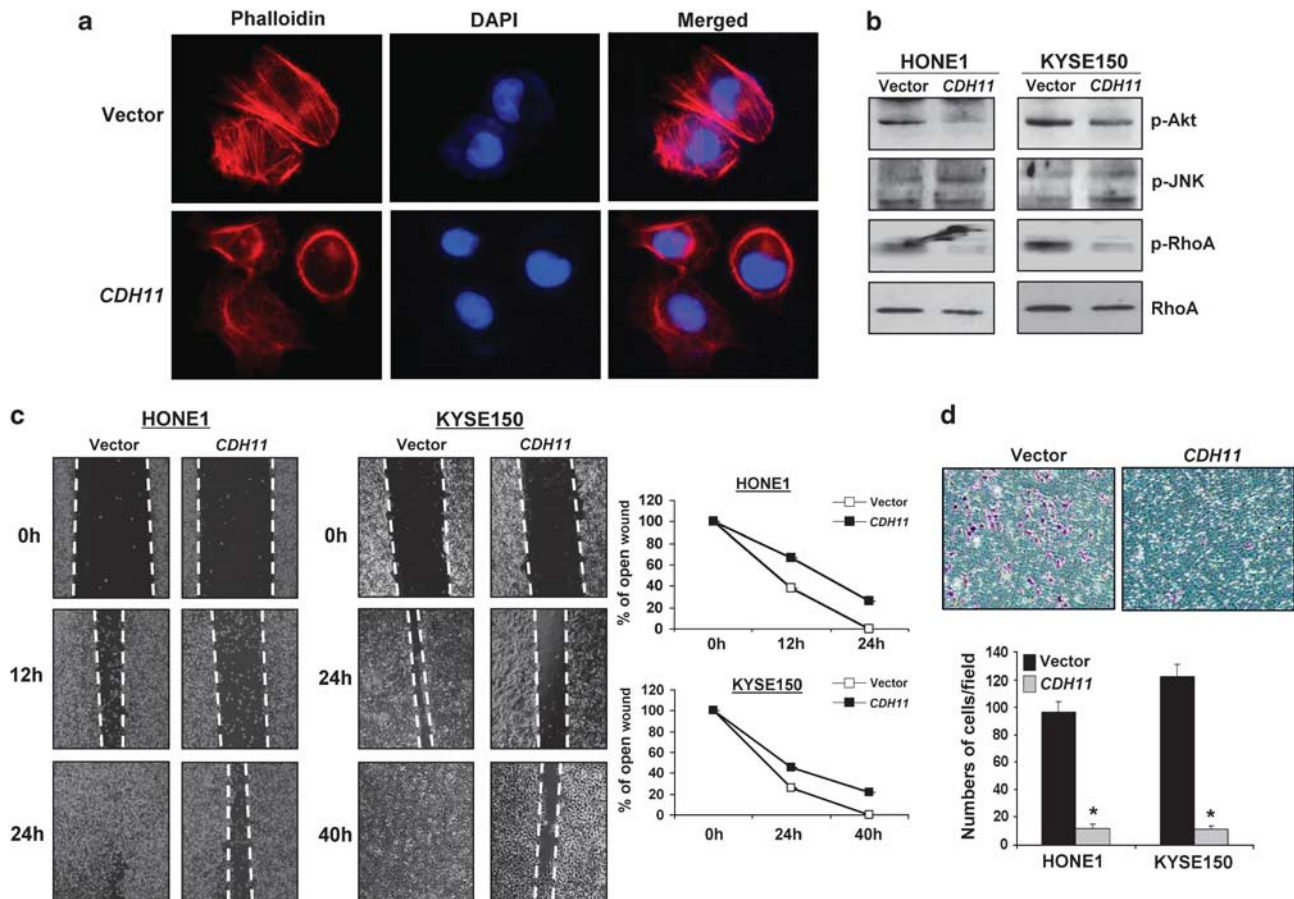 a
Phalloidin DAPI Merged
Vector
CDH11
b
HONE1 KYSE150
Vector CDH11 Vector CDH11
p-Akt
p-JNK
p-RhoA
RhoA
c
HONE1 KYSE150
Vector CDH11 Vector CDH11
0h 0h
12h 24h
24h 40h
HONE1
Vector
CDH11
% of open wound
120
100
80
60
40
20
0
0h 12h 24h
KYSE150
Vector
CDH11
% of open wound
120
100
80
60
40
20
0
0h 24h 40h
d
Vector CDH11
Vector
CDH11
Numbers of cells/field
140
120
100
80
60
40
20
0
* *
HONE1 KYSE150